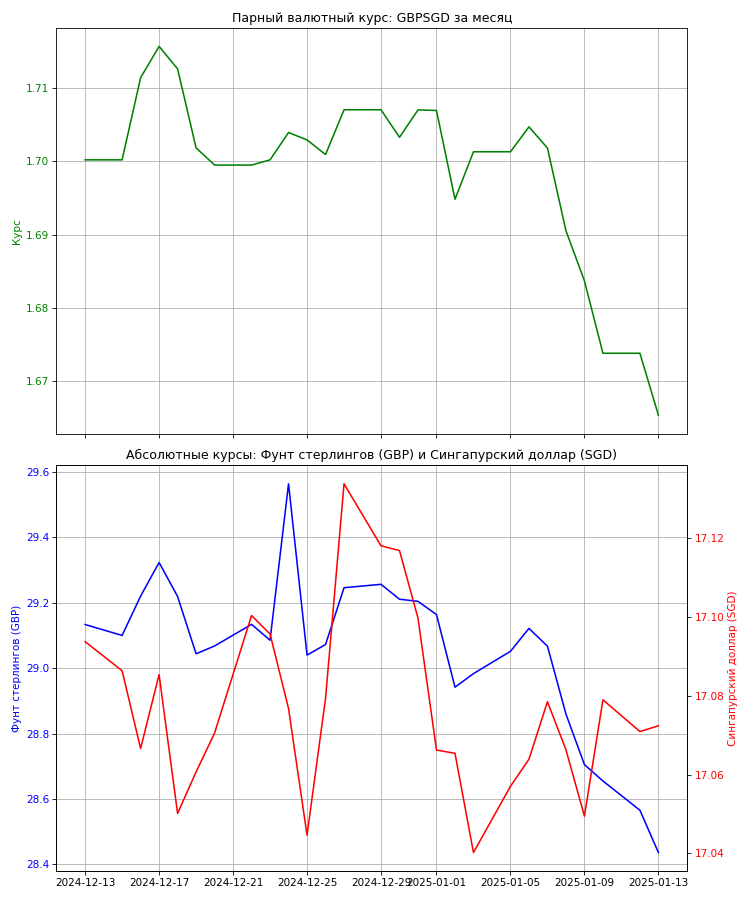 Парный валютный курс: GBPSGD за месяц
1.71
1.70
1.69
1.68
1.67
Курс
Абсолютные курсы: Фунт стерлингов (GBP) и Сингапурский доллар (SGD)
29.6
29.4
29.2
29.0
28.8
28.6
28.4
Фунт стерлингов (GBP)
17.12
17.10
17.08
17.06
17.04
Сингапурский доллар (SGD)
2024-12-13 2024-12-17 2024-12-21 2024-12-25 2024-12-29 2025-01-01 2025-01-05 2025-01-09 2025-01-13